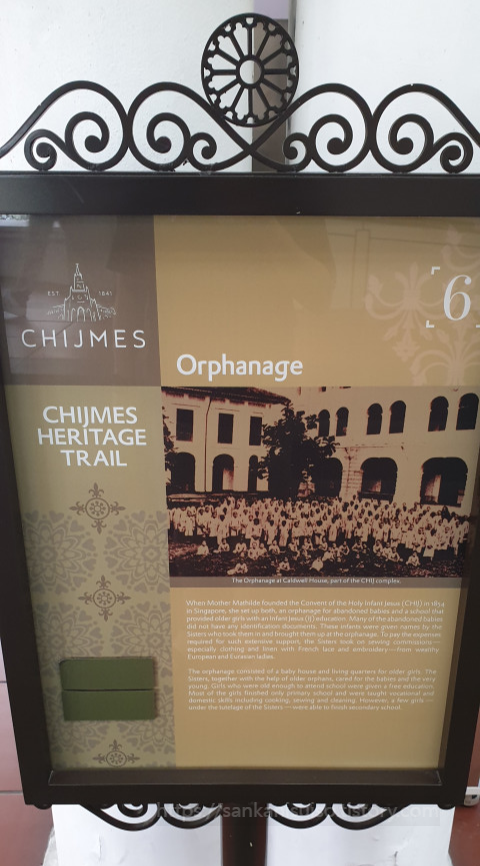 EST 1841
CHIJMES
6
Orphanage
CHIJMES
HERITAGE
TRAIL
The Orphanage at Caldwell House, part of the CHIJ complex.
When Mother Mathilde founded the Convent of the Holy Infant Jesus (CHIJ) in 1854
in Singapore, she set up both, an orphanage for abandoned babies and a school that
provided older girls with an Infant Jesus (IJ) education. Many of the abandoned babies
did not have any identification documents. These infants were given names by the
Sisters who took them in and brought them up at the orphanage. To pay the expenses
required for such extensive support, the Sisters took on sewing commissions —
especially clothing and linen with French lace and embroidery — from wealthy
European and Eurasian ladies.
The orphanage consisted of a baby house and living quarters for older girls. The
Sisters, together with the help of older orphans, cared for the babies and the very
young. Girls who were old enough to attend school were given a free education.
Most of the girls finished only primary school and were taught vocational and
domestic skills including cooking, sewing and cleaning. However, a few girls —
under the tutelage of the Sisters — were able to finish secondary school.